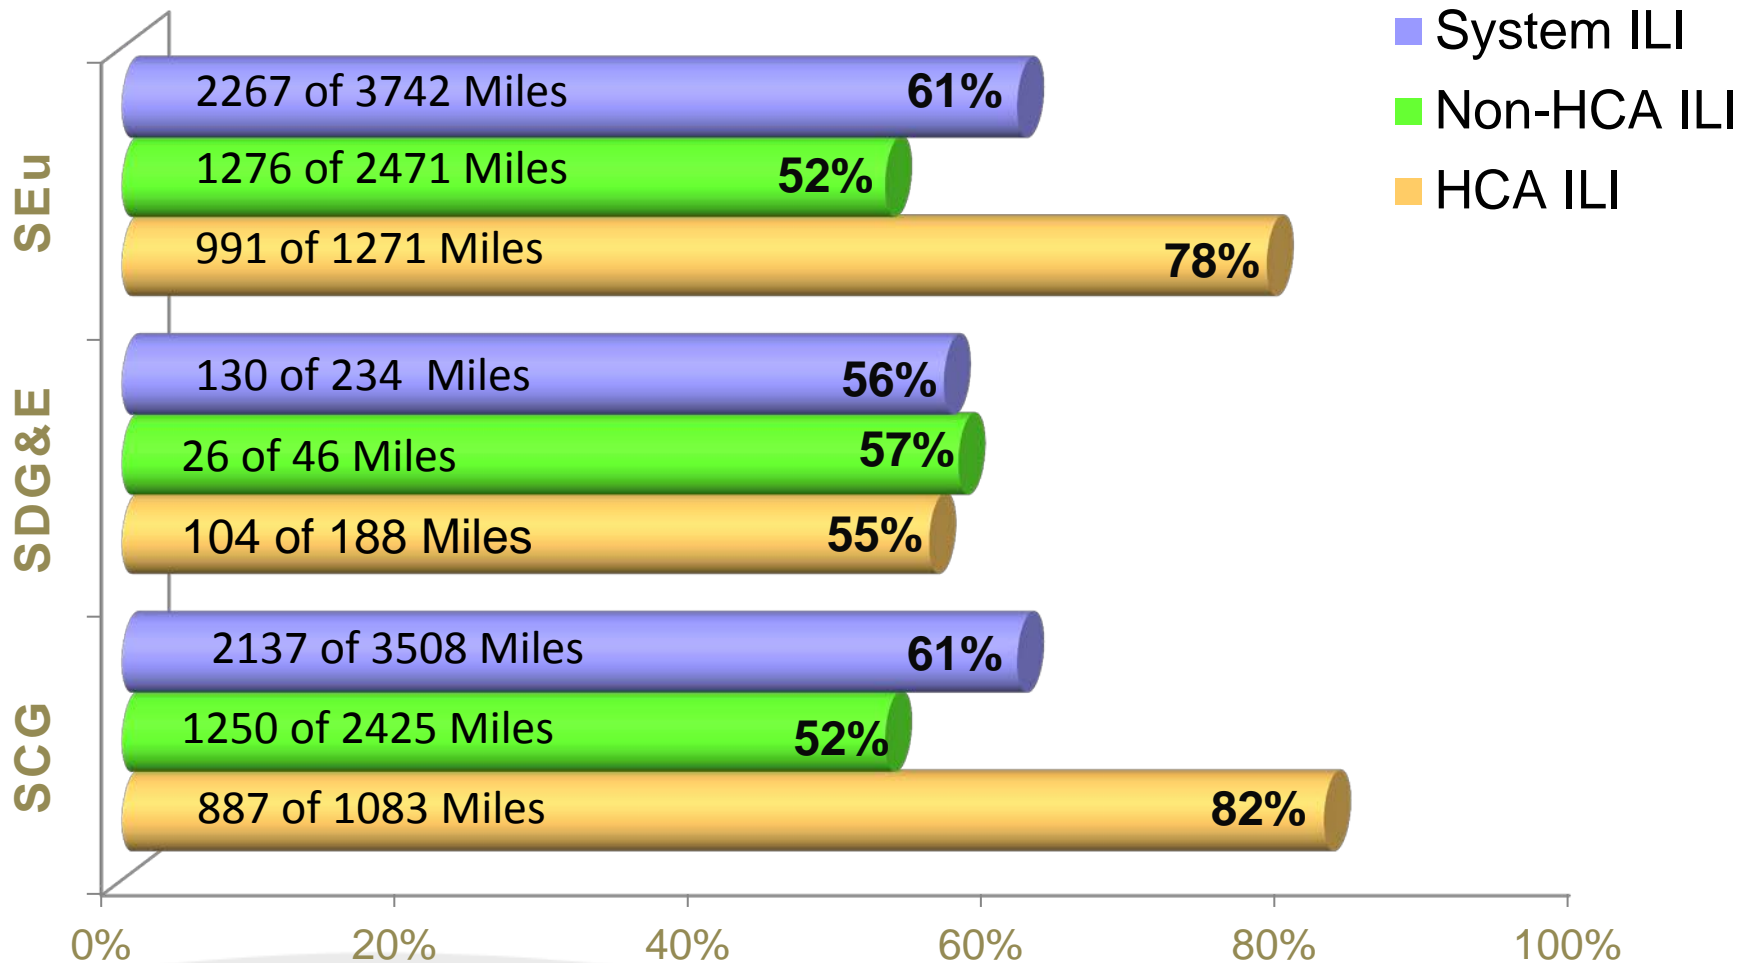 System ILI
Non-HCA ILI
HCA ILI
SEu
2267 of 3742 Miles 61%
1276 of 2471 Miles 52%
991 of 1271 Miles 78%
SDG&E
130 of 234  Miles 56%
26 of 46 Miles 57%
104 of 188 Miles 55%
SCG
2137 of 3508 Miles 61%
1250 of 2425 Miles 52%
887 of 1083 Miles 82%
0% 20% 40% 60% 80% 100%